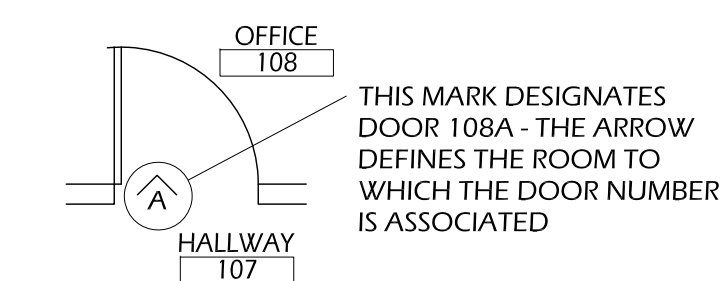 OFFICE
108
THIS MARK DESIGNATES
DOOR 108A - THE ARROW
DEFINES THE ROOM TO
WHICH THE DOOR NUMBER
IS ASSOCIATED
A
HALLWAY
107